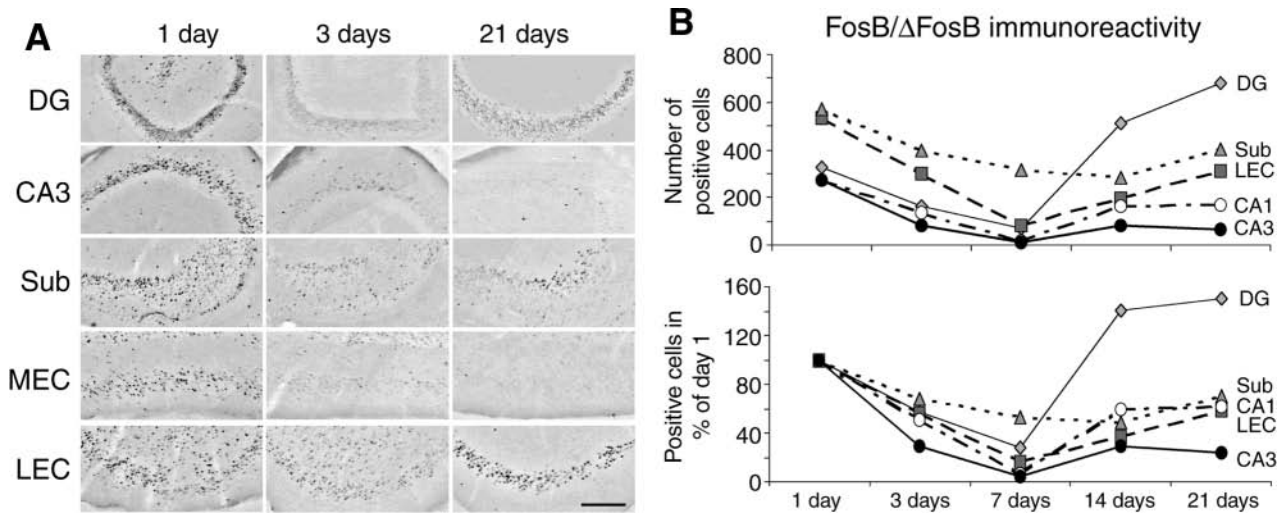 A
1 day 3 days 21 days
DG
CA3
Sub
MEC
LEC
B
FosB/ΔFosB immunoreactivity
Number of
positive cells
800
600
400
200
0
DG
Sub
LEC
CA1
CA3
Positive cells in
% of day 1
160
120
80
40
0
DG
Sub
CA1
LEC
CA3
1 day 3 days 7 days 14 days 21 days